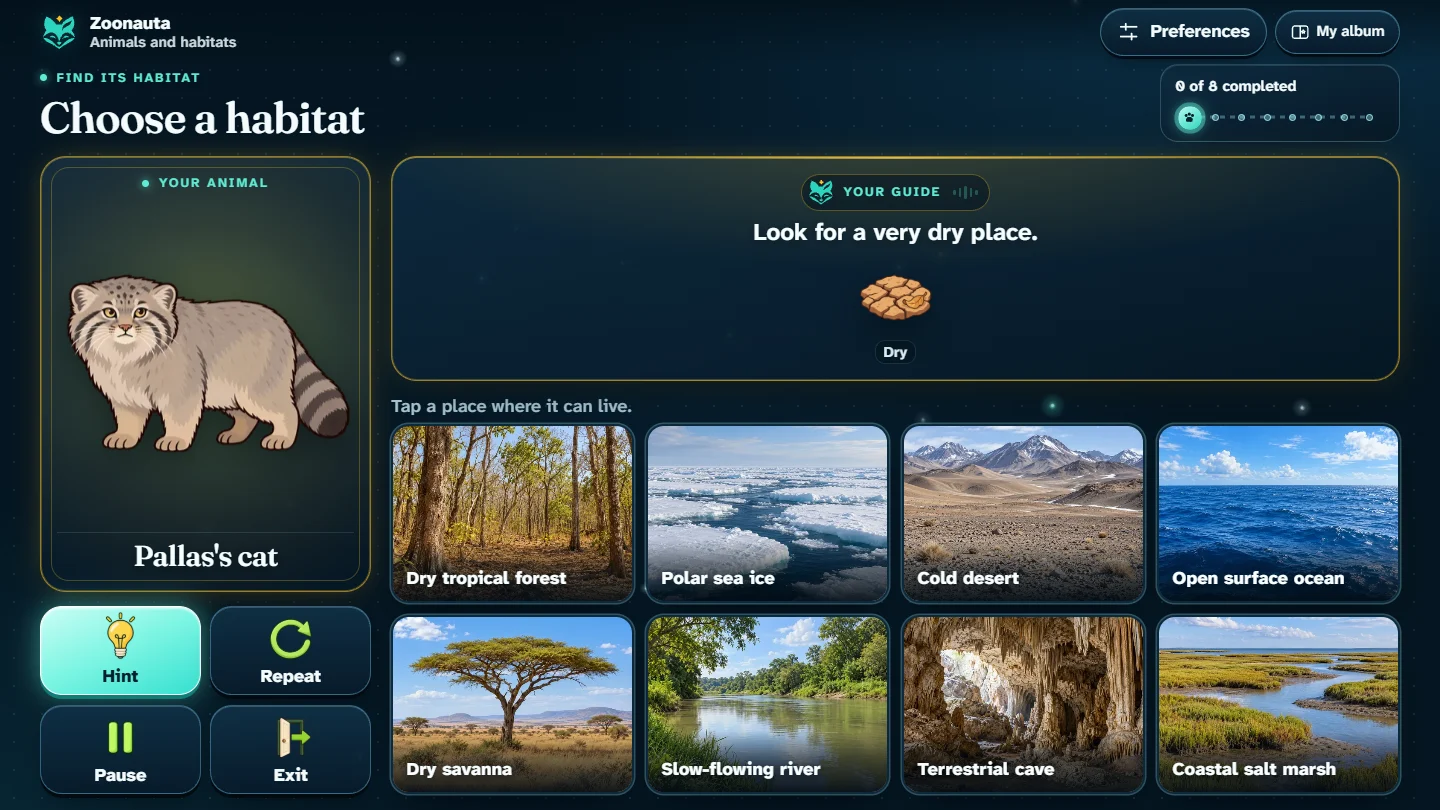 Zoonauta
Animals and habitats
Preferences
My album
FIND ITS HABITAT
Choose a habitat
0 of 8 completed
YOUR ANIMAL
Pallas's cat
YOUR GUIDE
Look for a very dry place.
Dry
Tap a place where it can live.
Dry tropical forest
Polar sea ice
Cold desert
Open surface ocean
Dry savanna
Slow-flowing river
Terrestrial cave
Coastal salt marsh
Hint
Repeat
Pause
Exit